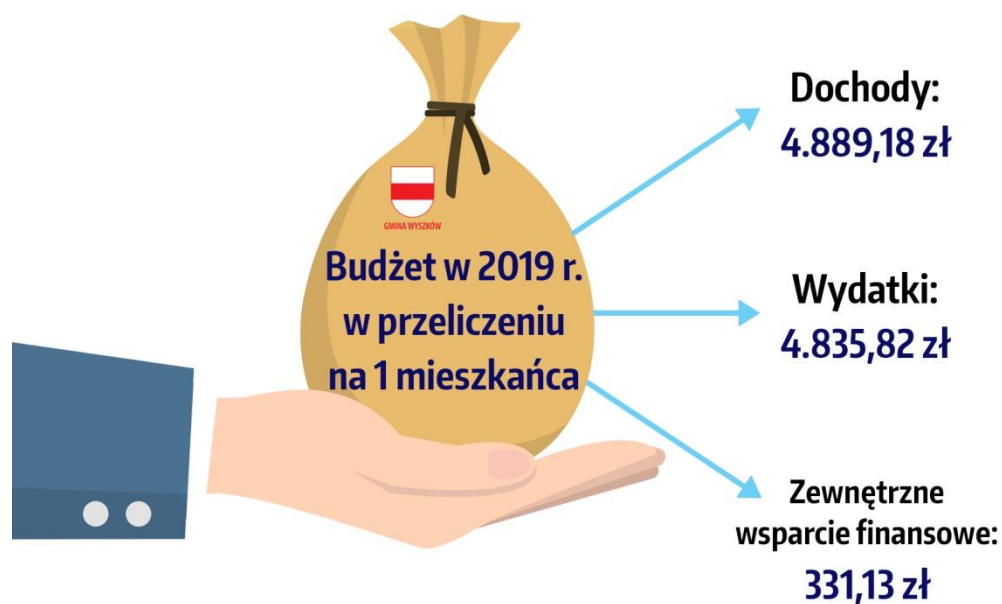 GMINA WYSZKÓW
Budżet w 2019 r.
w przeliczeniu
na 1 mieszkańca
Dochody:
4.889,18 zł
Wydatki:
4.835,82 zł
Zewnętrzne
wsparcie finansowe:
331,13 zł